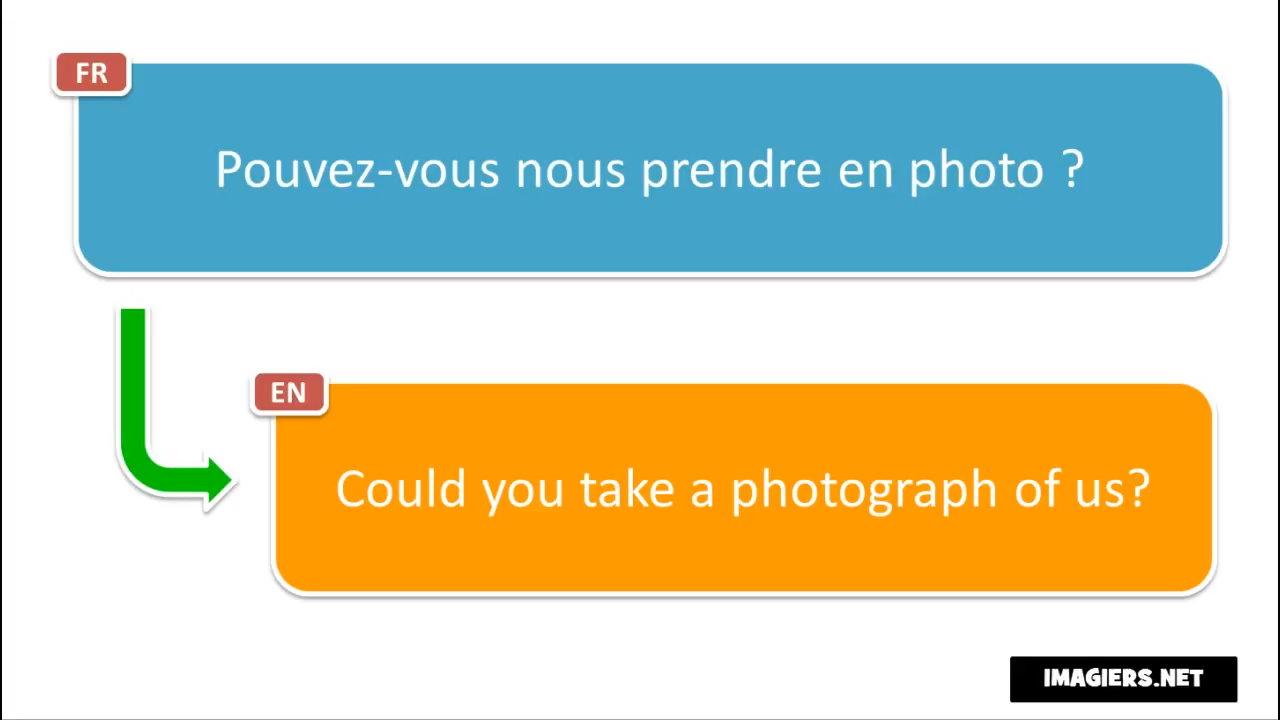 FR
Pouvez-vous nous prendre en photo ?
EN
Could you take a photograph of us?
IMAGIERS.NET